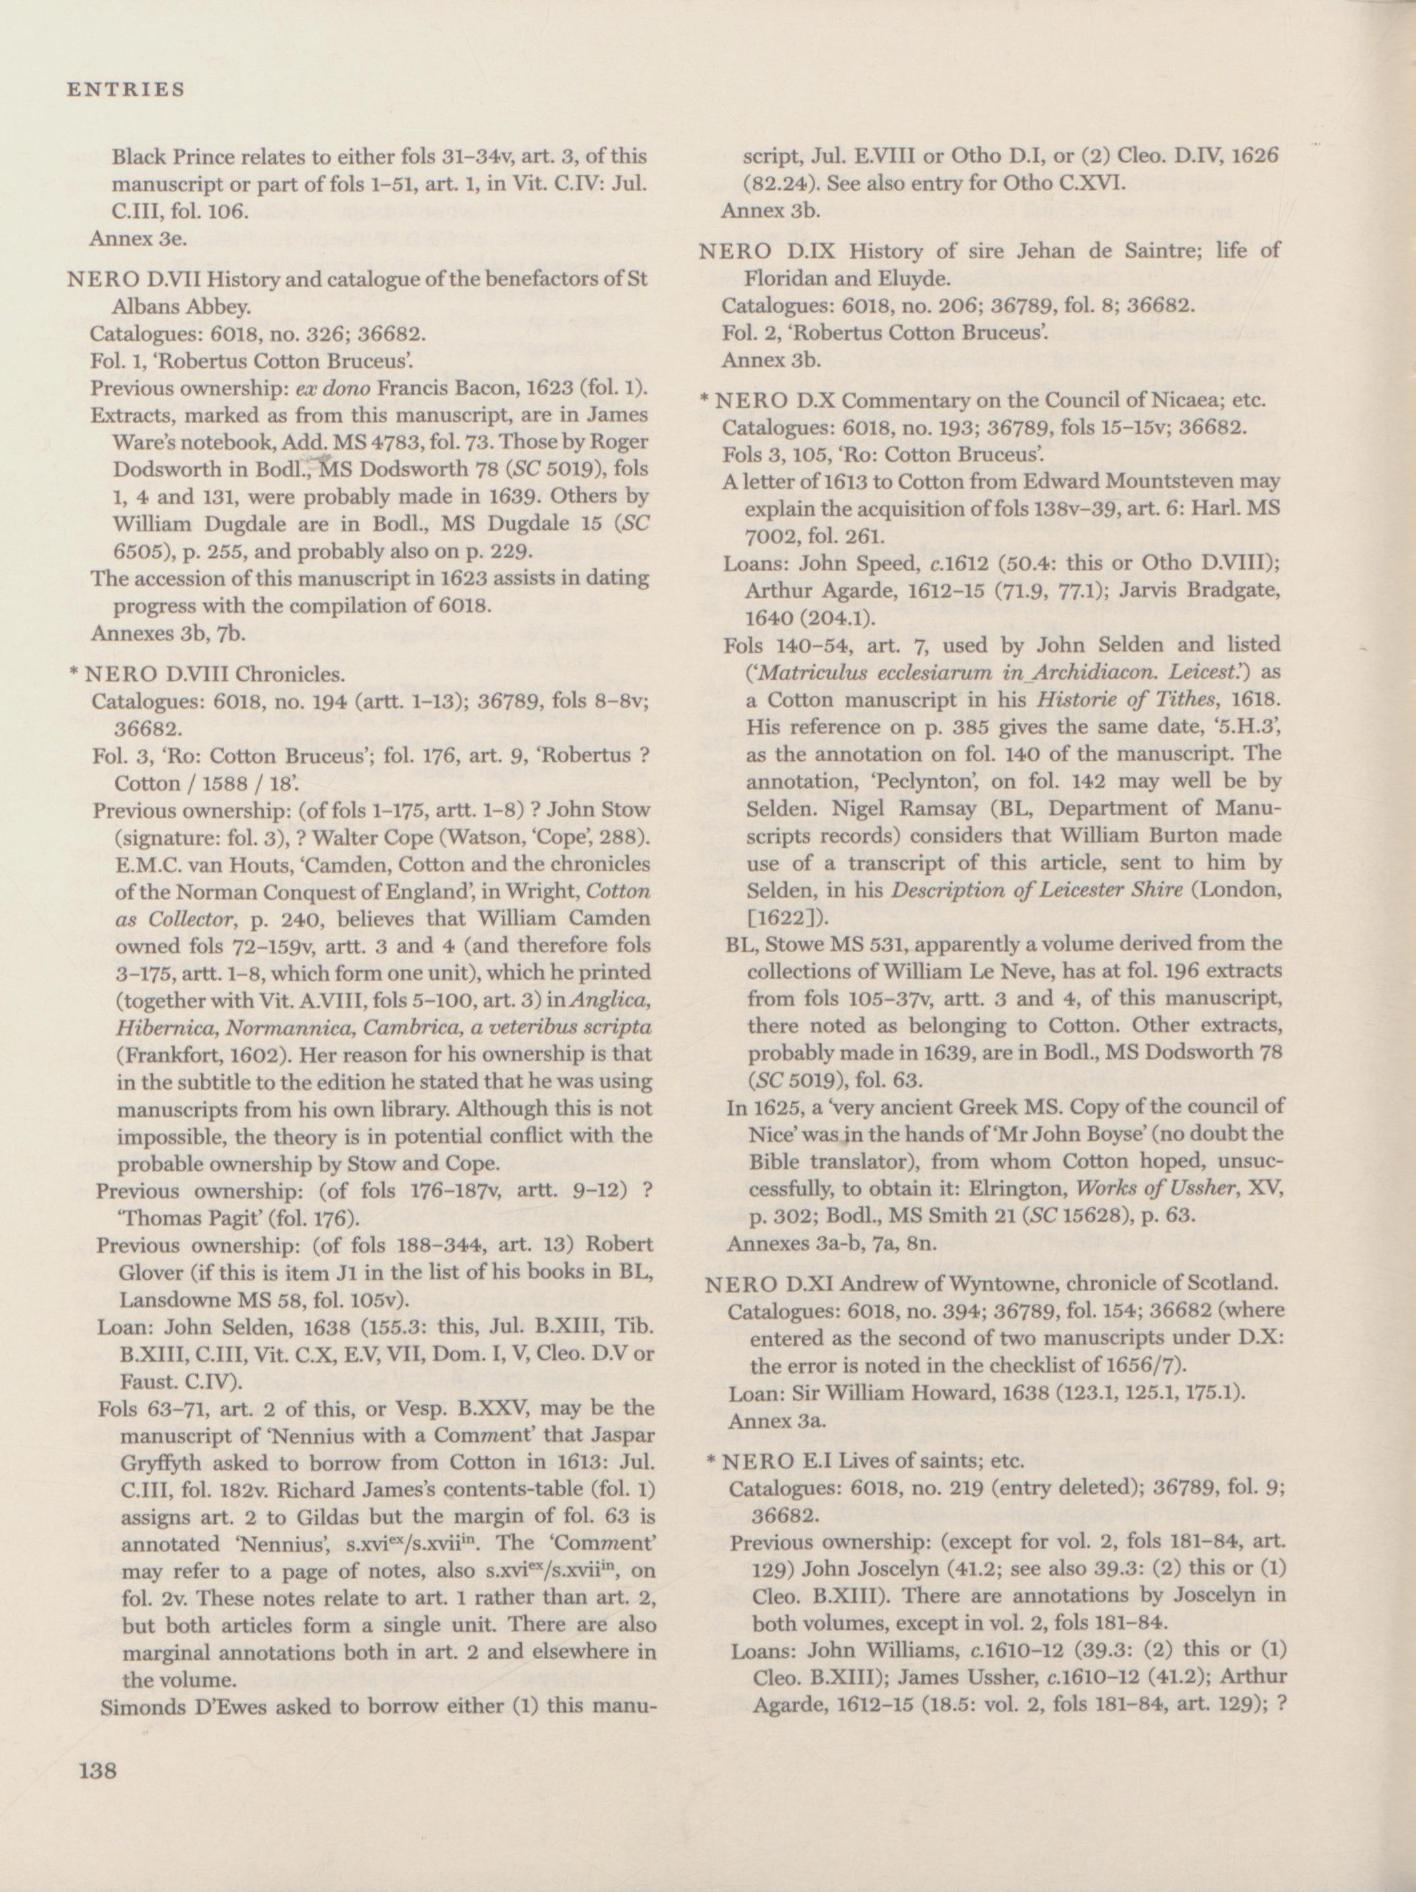 ENTRIES
Black Prince relates to either fols 31–34v, art. 3, of this
manuscript or part of fols 1–51, art. 1, in Vit. C.IV: Jul.
C.III, fol. 106.
Annex 3e.
NERO D.VII History and catalogue of the benefactors of St
Albans Abbey.
Catalogues: 6018, no. 326; 36682.
Fol. 1, ‘Robertus Cotton Bruceus’.
Previous ownership: ex dono Francis Bacon, 1623 (fol. 1).
Extracts, marked as from this manuscript, are in James
Ware’s notebook, Add. MS 4783, fol. 73. Those by Roger
Dodsworth in Bodl., MS Dodsworth 78 (SC 5019), fols
1, 4 and 131, were probably made in 1639. Others by
William Dugdale are in Bodl., MS Dugdale 15 (SC
6505), p. 255, and probably also on p. 229.
The accession of this manuscript in 1623 assists in dating
progress with the compilation of 6018.
Annexes 3b, 7b.
* NERO D.VIII Chronicles.
Catalogues: 6018, no. 194 (artt. 1–13); 36789, fols 8–8v;
36682.
Fol. 3, ‘Ro: Cotton Bruceus’; fol. 176, art. 9, ‘Robertus ?
Cotton / 1588 / 18’.
Previous ownership: (of fols 1–175, artt. 1–8) ? John Stow
(signature: fol. 3), ? Walter Cope (Watson, ‘Cope’, 288).
E.M.C. van Houts, ‘Camden, Cotton and the chronicles
of the Norman Conquest of England’, in Wright, Cotton
as Collector, p. 240, believes that William Camden
owned fols 72–159v, artt. 3 and 4 (and therefore fols
3–175, artt. 1–8, which form one unit), which he printed
(together with Vit. A.VIII, fols 5–100, art. 3) in Anglica,
Hibernica, Normannica, Cambrica, a veteribus scripta
(Frankfort, 1602). Her reason for his ownership is that
in the subtitle to the edition he stated that he was using
manuscripts from his own library. Although this is not
impossible, the theory is in potential conflict with the
probable ownership by Stow and Cope.
Previous ownership: (of fols 176–187v, artt. 9–12) ?
‘Thomas Pagit’ (fol. 176).
Previous ownership: (of fols 188–344, art. 13) Robert
Glover (if this is item J1 in the list of his books in BL,
Lansdowne MS 58, fol. 105v).
Loan: John Selden, 1638 (155.3: this, Jul. B.XIII, Tib.
B.XIII, C.III, Vit. C.X, E.V, VII, Dom. I, V, Cleo. D.V or
Faust. C.IV).
Fols 63–71, art. 2 of this, or Vesp. B.XXV, may be the
manuscript of ‘Nennius with a Comment’ that Jaspar
Gryffyth asked to borrow from Cotton in 1613: Jul.
C.III, fol. 182v. Richard James’s contents-table (fol. 1)
assigns art. 2 to Gildas but the margin of fol. 63 is
annotated ‘Nennius’, s.xviex/s.xviiin. The ‘Comment’
may refer to a page of notes, also s.xviex/s.xviiin, on
fol. 2v. These notes relate to art. 1 rather than art. 2,
but both articles form a single unit. There are also
marginal annotations both in art. 2 and elsewhere in
the volume.
Simonds D’Ewes asked to borrow either (1) this manu-
138
script, Jul. E.VIII or Otho D.I, or (2) Cleo. D.IV, 1626
(82.24). See also entry for Otho C.XVI.
Annex 3b.
NERO D.IX History of sire Jehan de Saintre; life of
Floridan and Eluyde.
Catalogues: 6018, no. 206; 36789, fol. 8; 36682.
Fol. 2, ‘Robertus Cotton Bruceus’.
Annex 3b.
* NERO D.X Commentary on the Council of Nicaea; etc.
Catalogues: 6018, no. 193; 36789, fols 15–15v; 36682.
Fols 3, 105, ‘Ro: Cotton Bruceus’.
A letter of 1613 to Cotton from Edward Mountsteven may
explain the acquisition of fols 138v–39, art. 6: Harl. MS
7002, fol. 261.
Loans: John Speed, c.1612 (50.4: this or Otho D.VIII);
Arthur Agarde, 1612–15 (71.9, 77.1); Jarvis Bradgate,
1640 (204.1).
Fols 140–54, art. 7, used by John Selden and listed
(‘Matriculus ecclesiarum in Archidiacon. Leicest.’) as
a Cotton manuscript in his Historie of Tithes, 1618.
His reference on p. 385 gives the same date, ‘5.H.3’,
as the annotation on fol. 140 of the manuscript. The
annotation, ‘Peclynton’, on fol. 142 may well be by
Selden. Nigel Ramsay (BL, Department of Manu-
scripts records) considers that William Burton made
use of a transcript of this article, sent to him by
Selden, in his Description of Leicester Shire (London,
[1622]).
BL, Stowe MS 531, apparently a volume derived from the
collections of William Le Neve, has at fol. 196 extracts
from fols 105–37v, artt. 3 and 4, of this manuscript,
there noted as belonging to Cotton. Other extracts,
probably made in 1639, are in Bodl., MS Dodsworth 78
(SC 5019), fol. 63.
In 1625, a ‘very ancient Greek MS. Copy of the council of
Nice’ was in the hands of ‘Mr John Boyse’ (no doubt the
Bible translator), from whom Cotton hoped, unsuc-
cessfully, to obtain it: Elrington, Works of Ussher, XV,
p. 302; Bodl., MS Smith 21 (SC 15628), p. 63.
Annexes 3a-b, 7a, 8n.
NERO D.XI Andrew of Wyntowne, chronicle of Scotland.
Catalogues: 6018, no. 394; 36789, fol. 154; 36682 (where
entered as the second of two manuscripts under D.X:
the error is noted in the checklist of 1656/7).
Loan: Sir William Howard, 1638 (123.1, 125.1, 175.1).
Annex 3a.
* NERO E.I Lives of saints; etc.
Catalogues: 6018, no. 219 (entry deleted); 36789, fol. 9;
36682.
Previous ownership: (except for vol. 2, fols 181–84, art.
129) John Joscelyn (41.2; see also 39.3: (2) this or (1)
Cleo. B.XIII). There are annotations by Joscelyn in
both volumes, except in vol. 2, fols 181–84.
Loans: John Williams, c.1610–12 (39.3: (2) this or (1)
Cleo. B.XIII); James Ussher, c.1610–12 (41.2); Arthur
Agarde, 1612–15 (18.5: vol. 2, fols 181–84, art. 129); ?